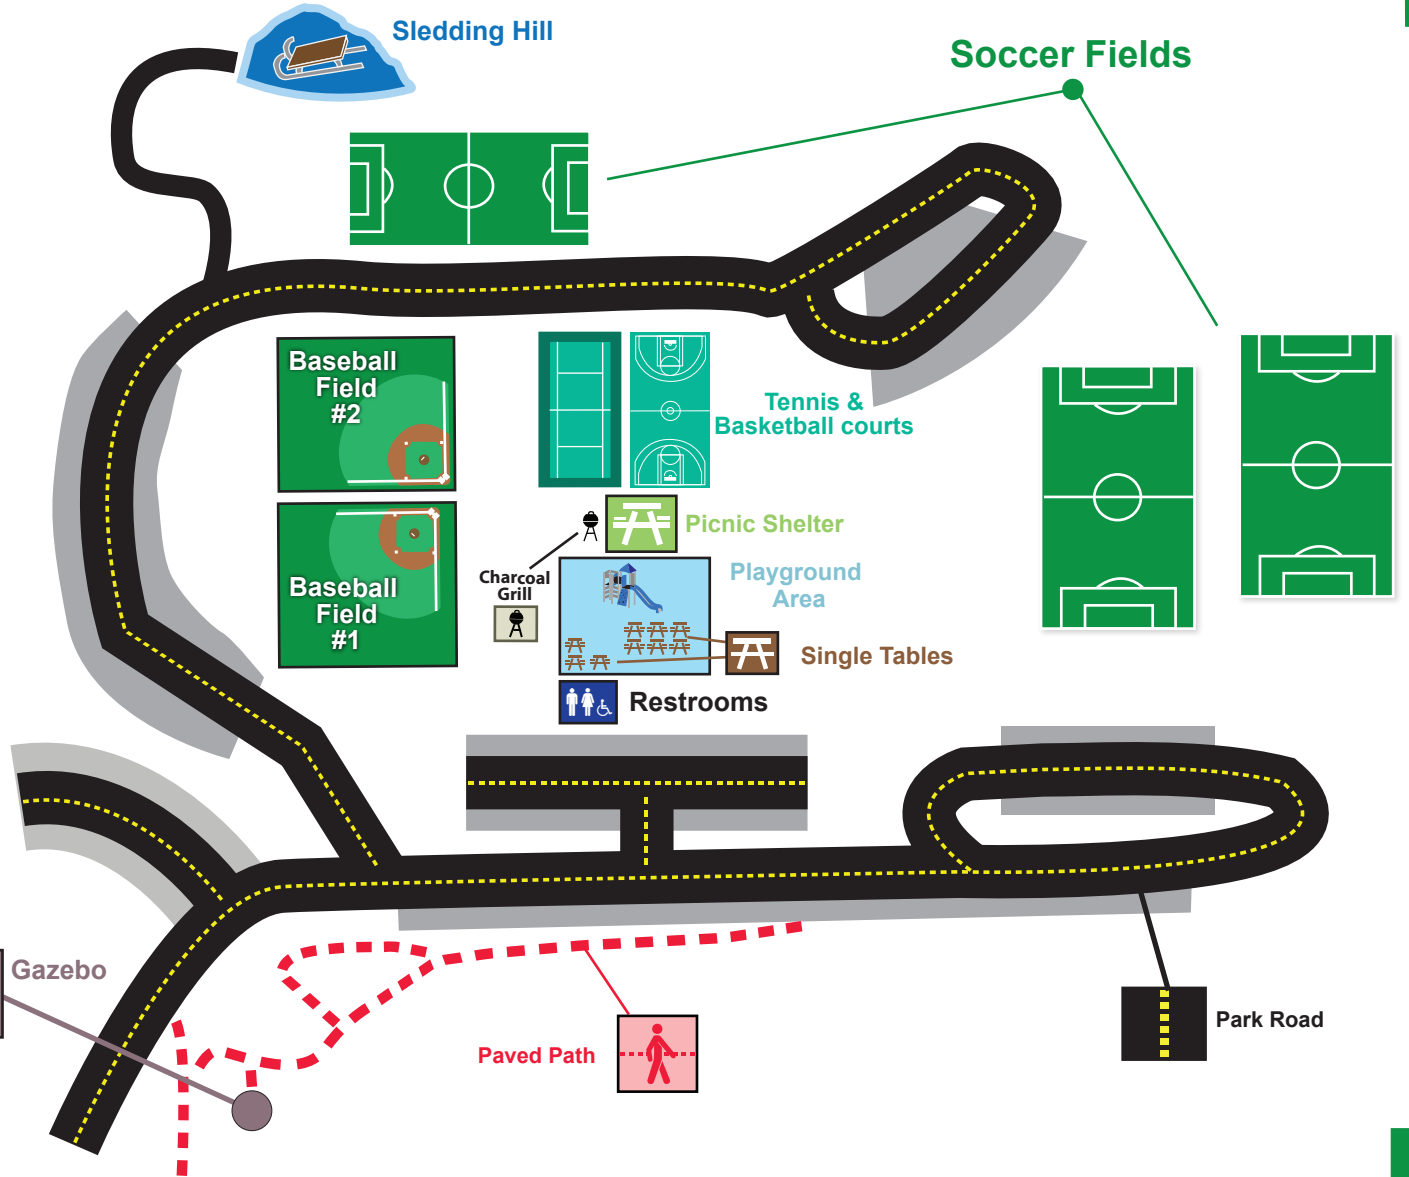 Sledding Hill
Soccer Fields
Baseball
Field
#2
Tennis &
Basketball courts
Picnic Shelter
Charcoal
Grill
Playground
Area
Baseball
Field
#1
Single Tables
Restrooms
Gazebo
Paved Path
Park Road